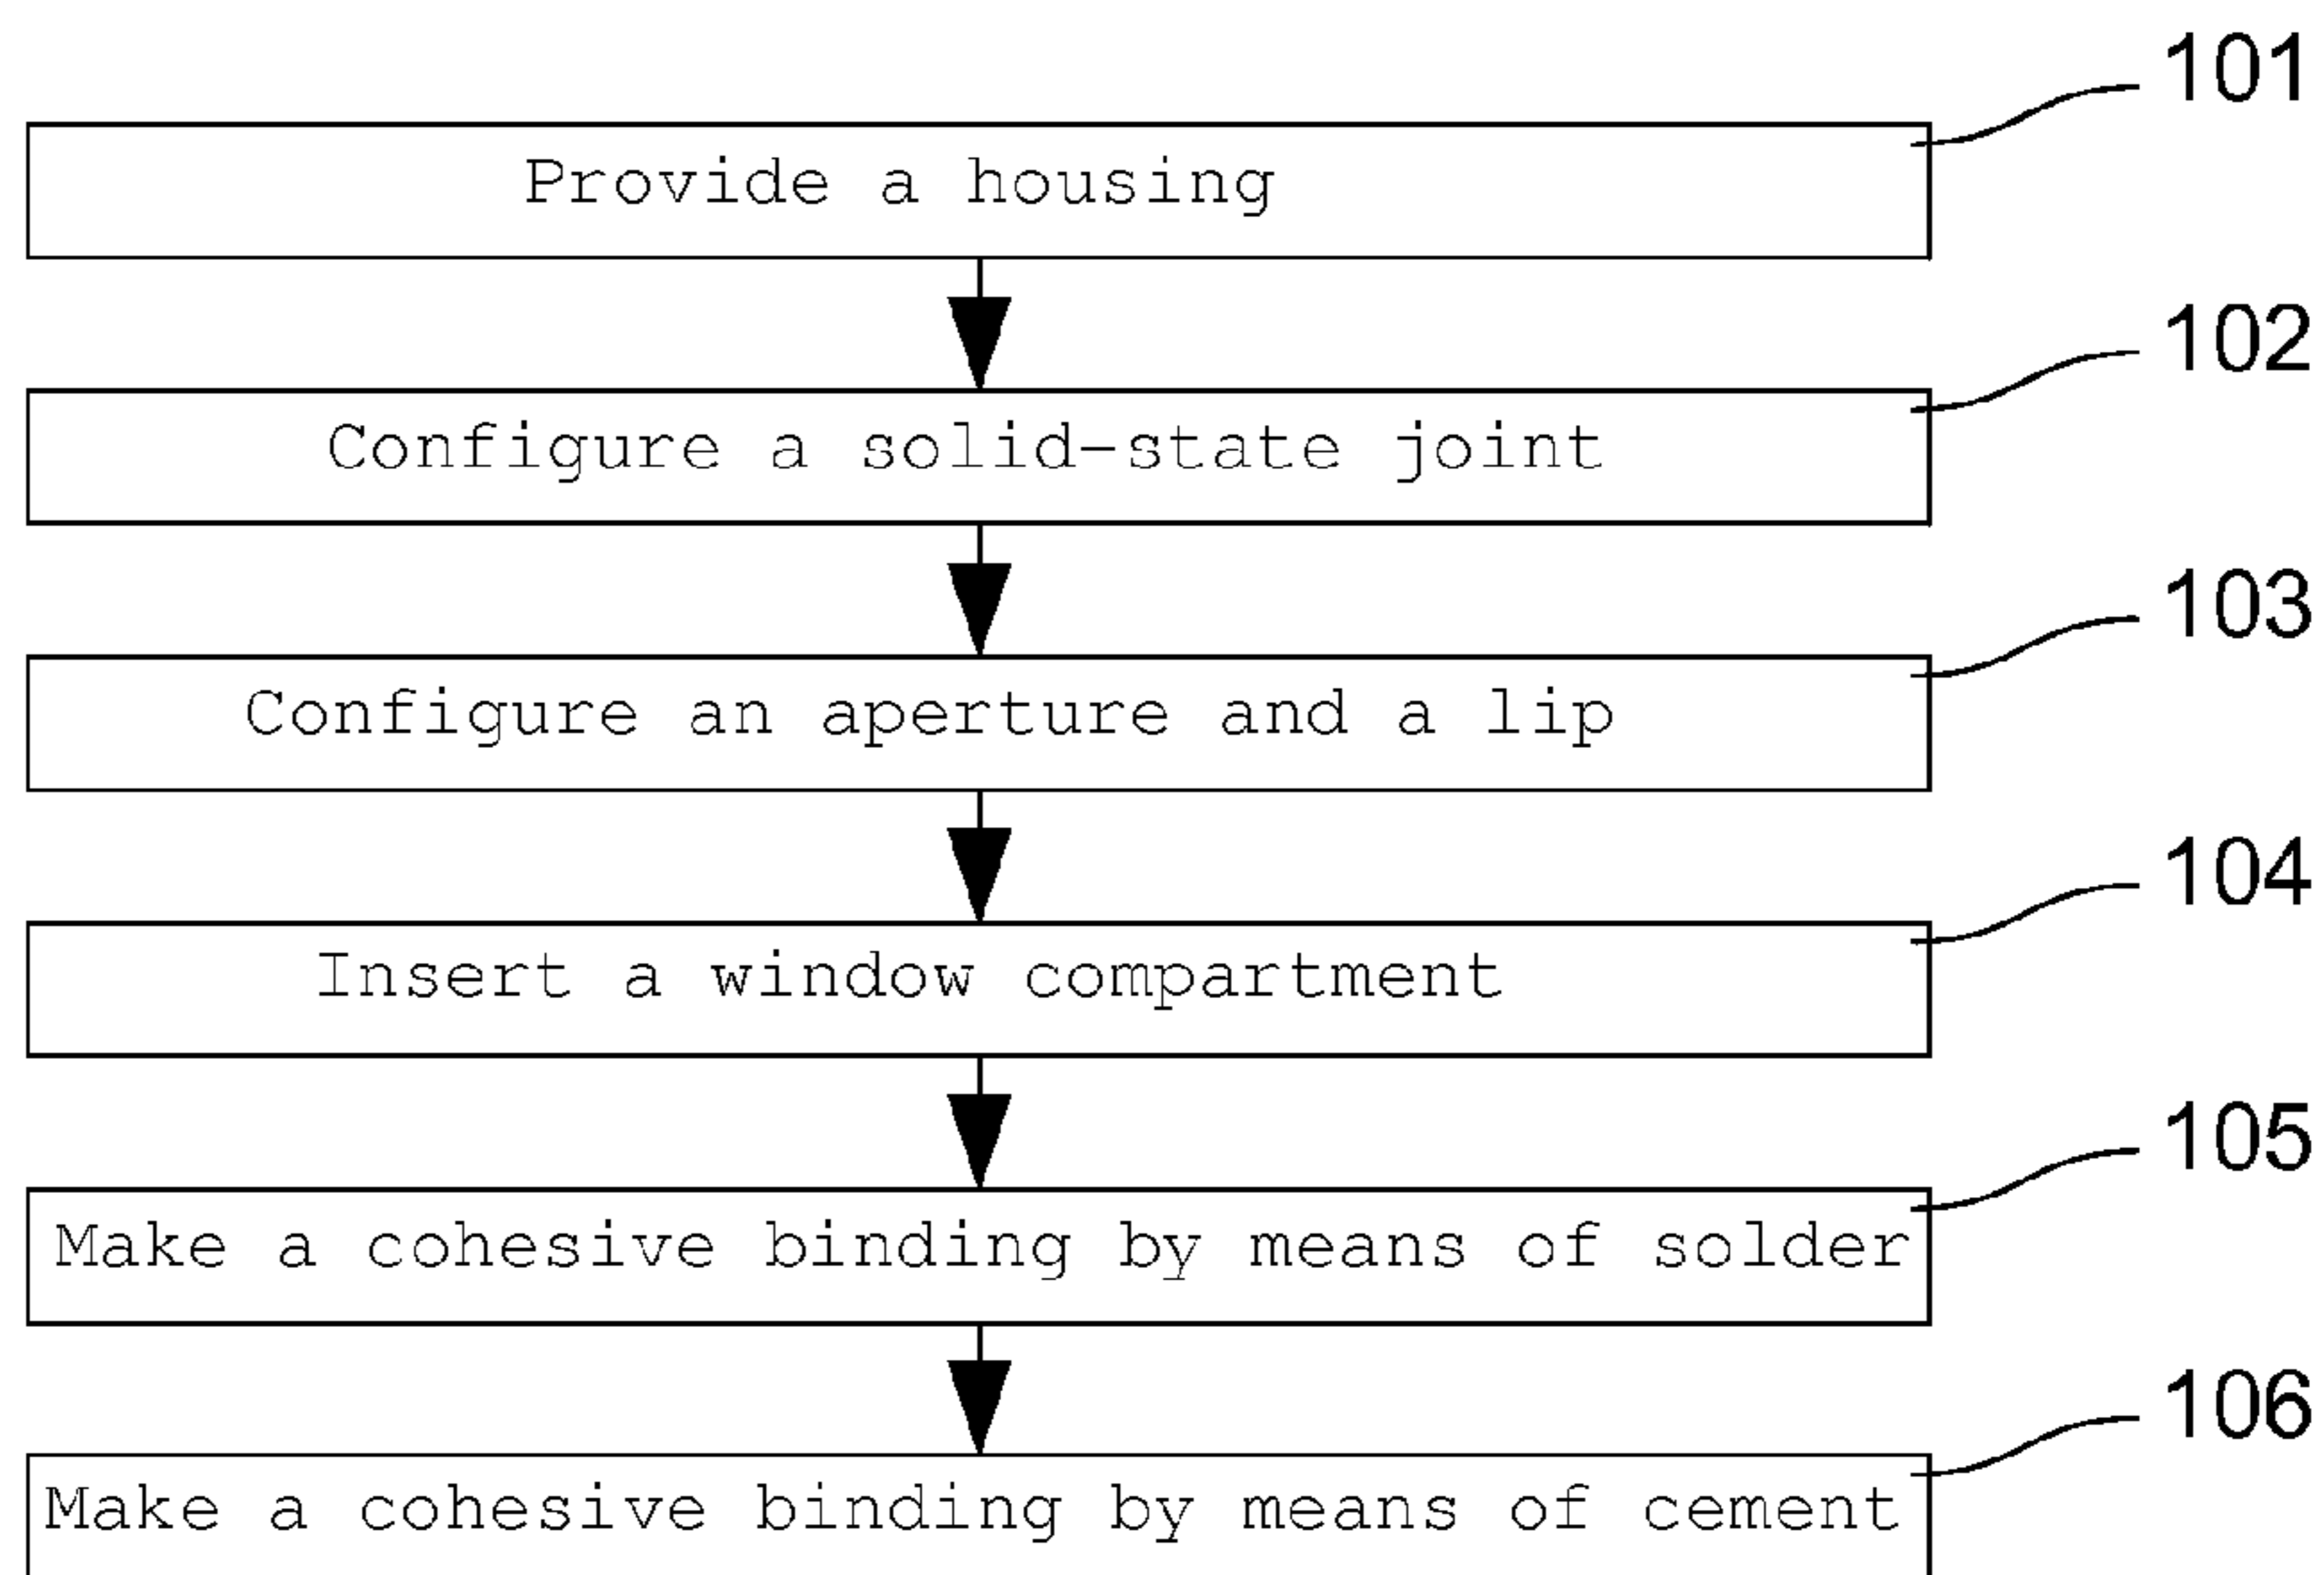 101
Provide a housing
102
Configure a solid-state joint
103
Configure an aperture and a lip
104
Insert a window compartment
105
Make a cohesive binding by means of solder
106
Make a cohesive binding by means of cement